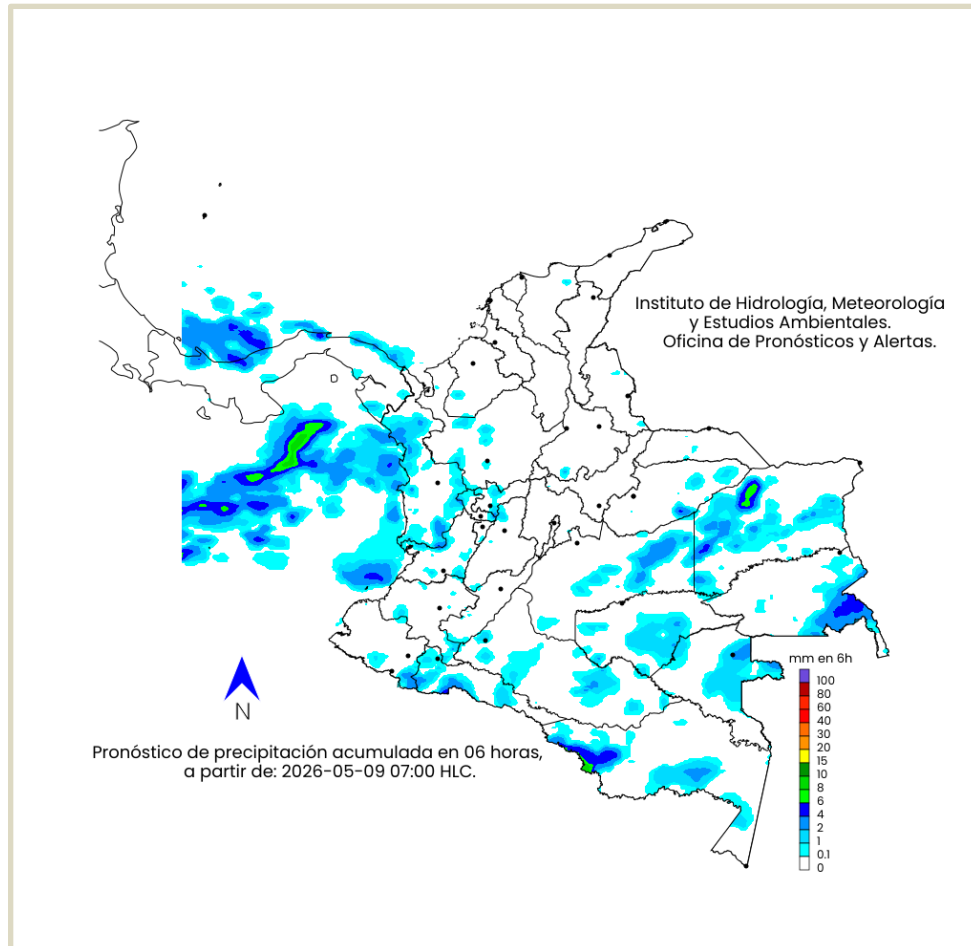 Instituto de Hidrología, Meteorología
y Estudios Ambientales.
Oficina de Pronósticos y Alertas.
mm en 6h
100
80
60
40
30
20
15
10
8
6
4
2
1
0.1
0
N
Pronóstico de precipitación acumulada en 06 horas,
a partir de: 2026-05-09 07:00 HLC.